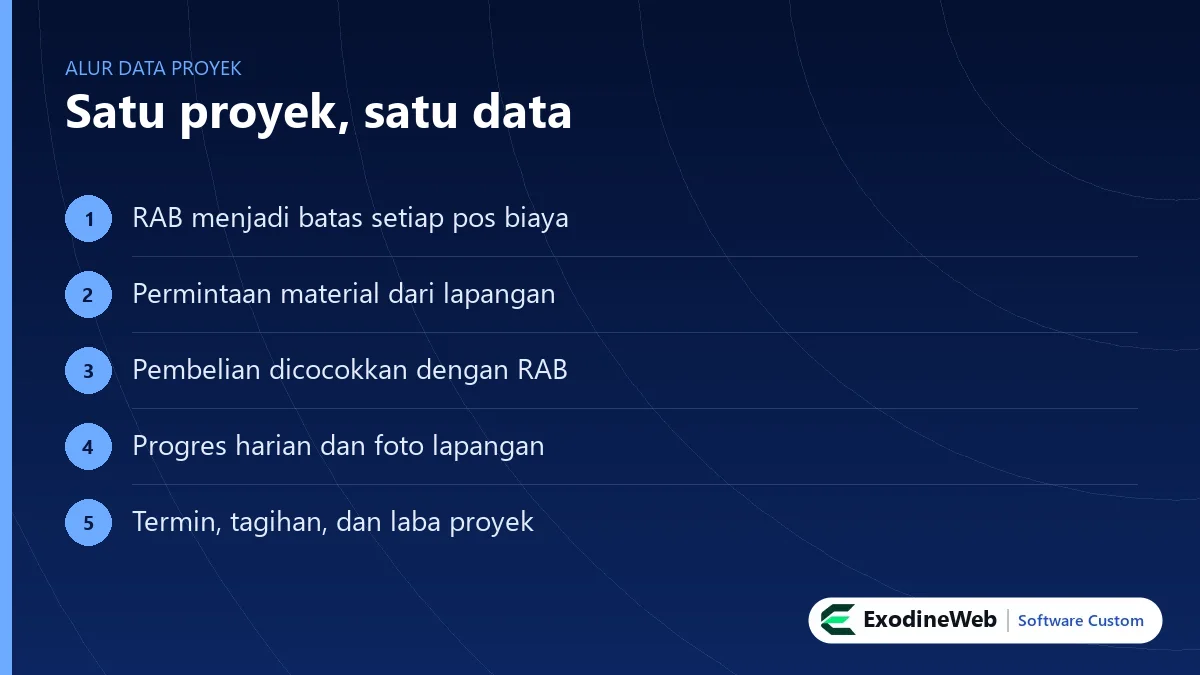 ALUR DATA PROYEK
Satu proyek, satu data
1 RAB menjadi batas setiap pos biaya
2 Permintaan material dari lapangan
3 Pembelian dicocokkan dengan RAB
4 Progres harian dan foto lapangan
5 Termin, tagihan, dan laba proyek
ExodineWeb | Software Custom